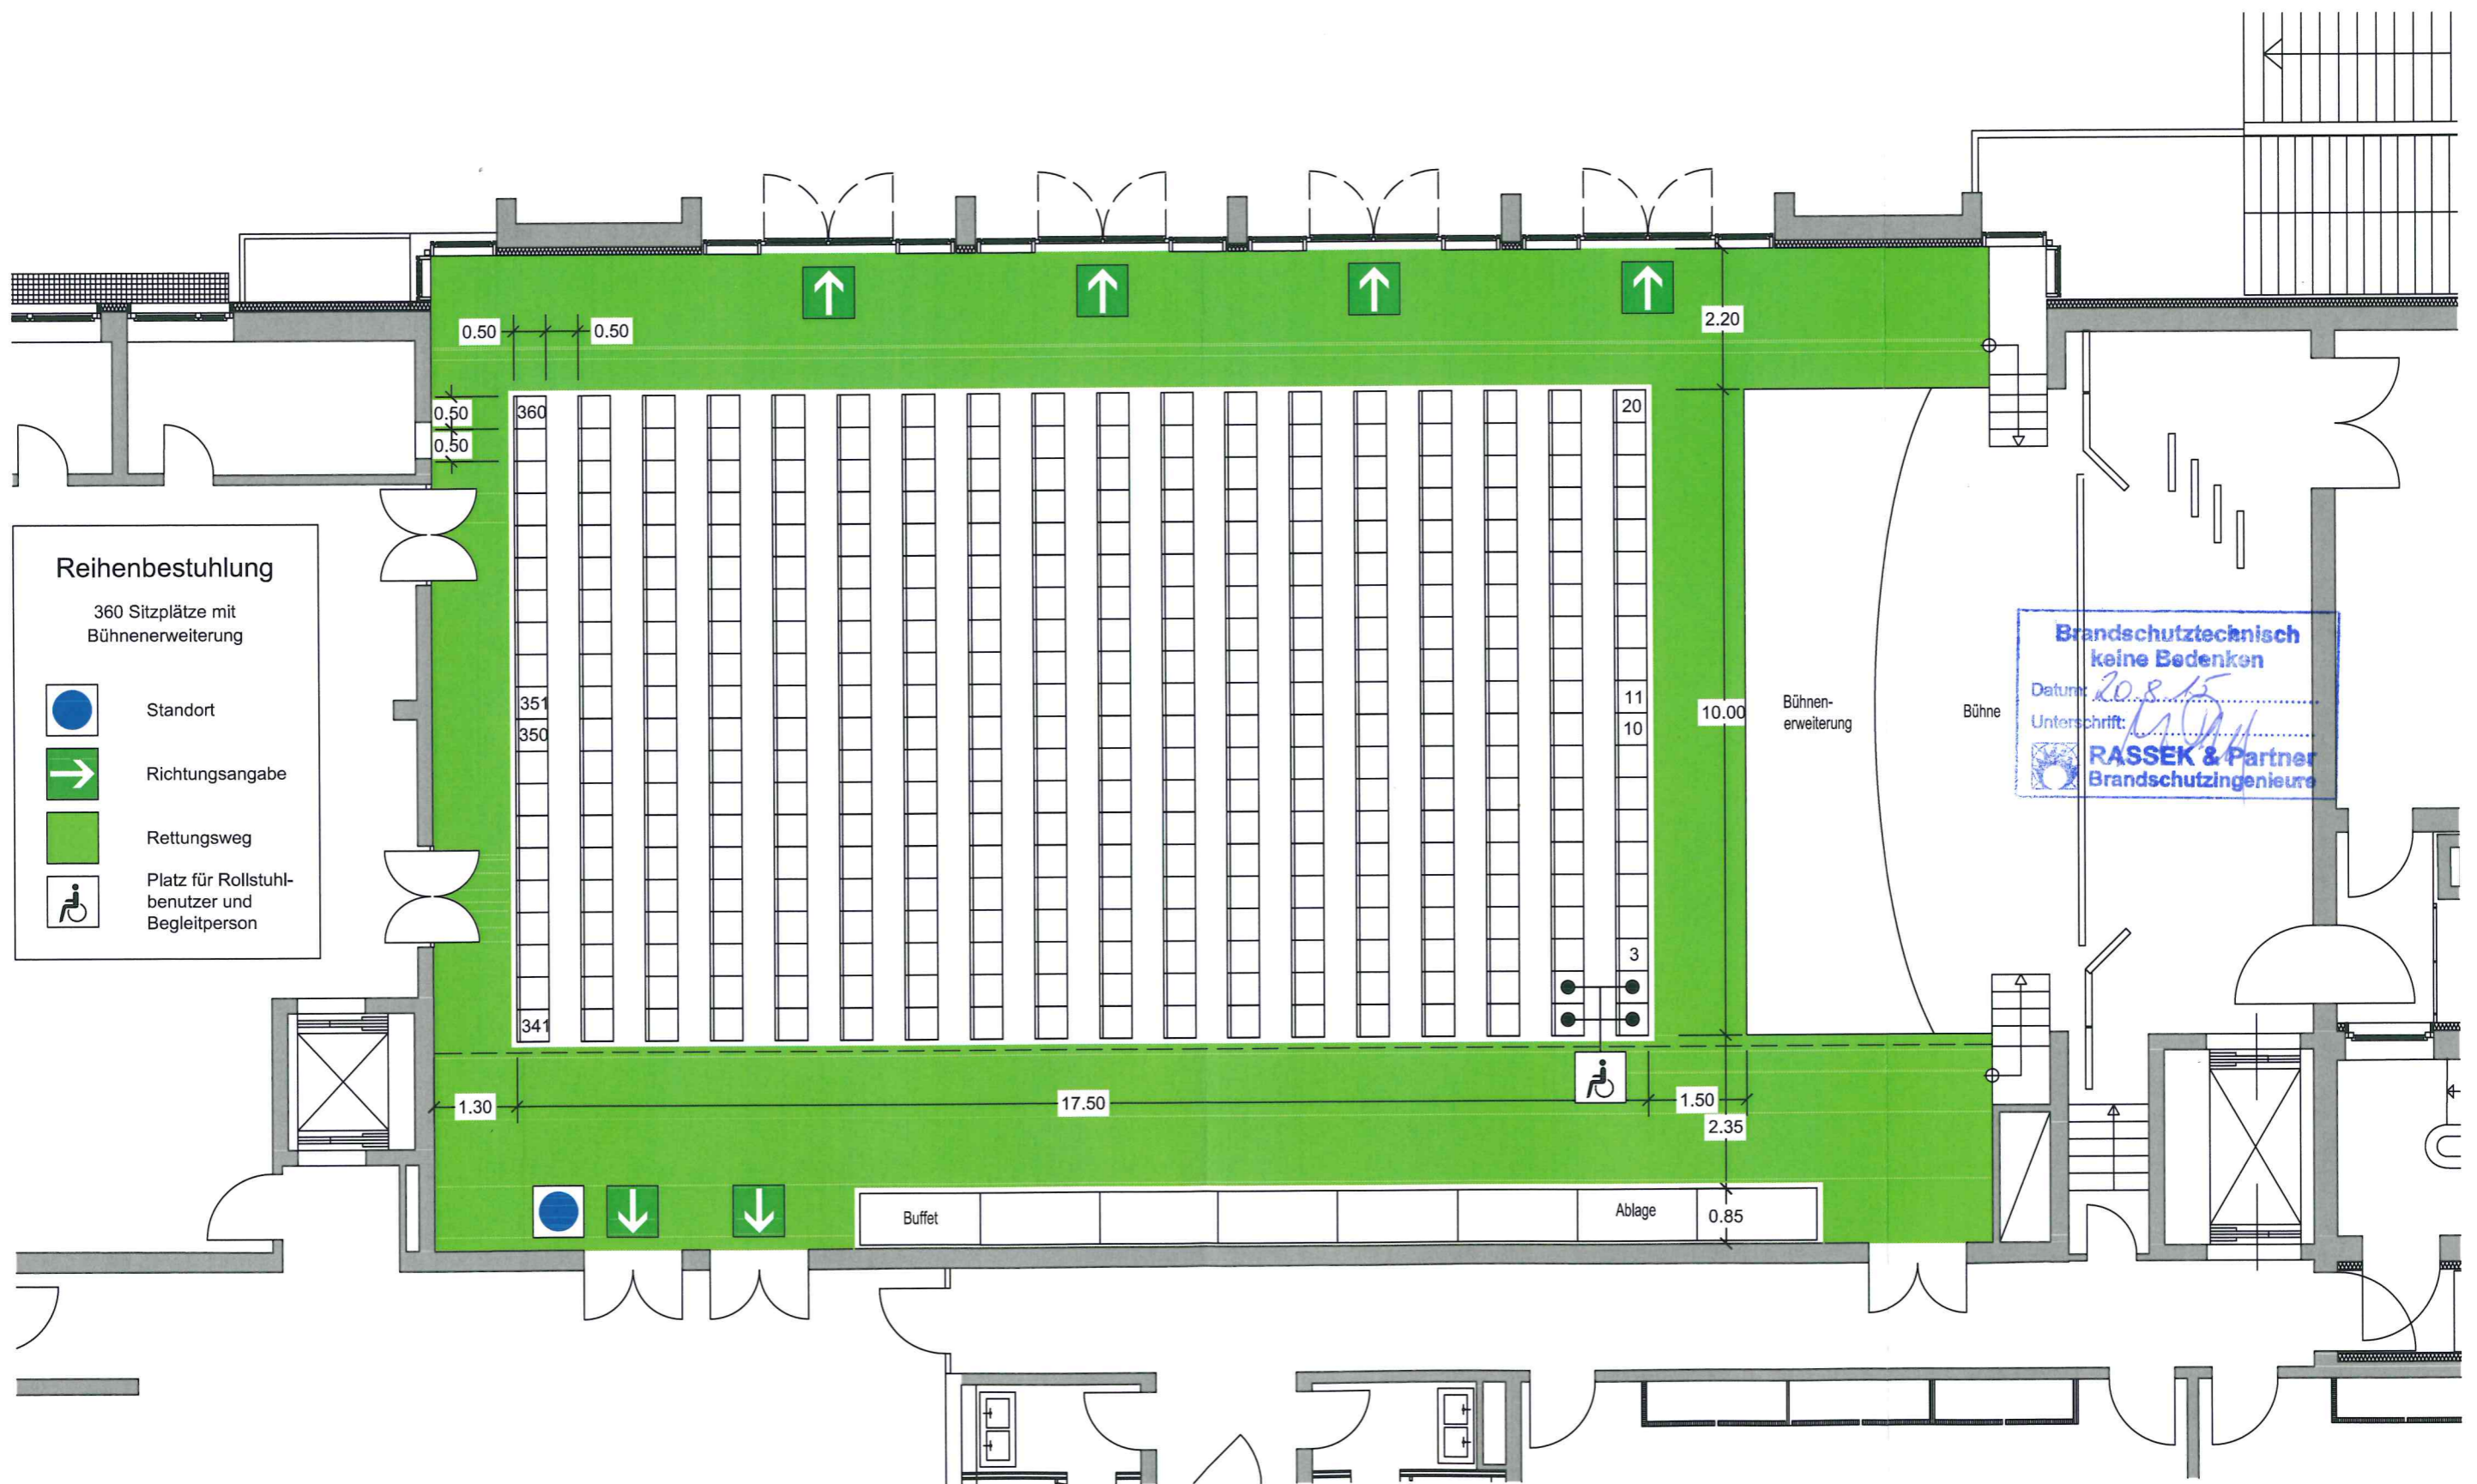 0.50
0.50
2.20
0.50
0.50
360
20
Reihenbestuhlung
360 Sitzplätze mit
Bühnenerweiterung
Standort
Richtungsangabe
Rettungsweg
Platz für Rollstuhl-
benutzer und
Begleitperson
351
350
341
11
10
3
10.00
Bühnen-
erweiterung
Bühne
Brandschutztechnisch
keine Bedenken
Datum: 20.8.15
Unterschrift:
RASSEK & Partner
Brandschutzingenieure
1.30
17.50
1.50
2.35
Buffet
Ablage
0.85